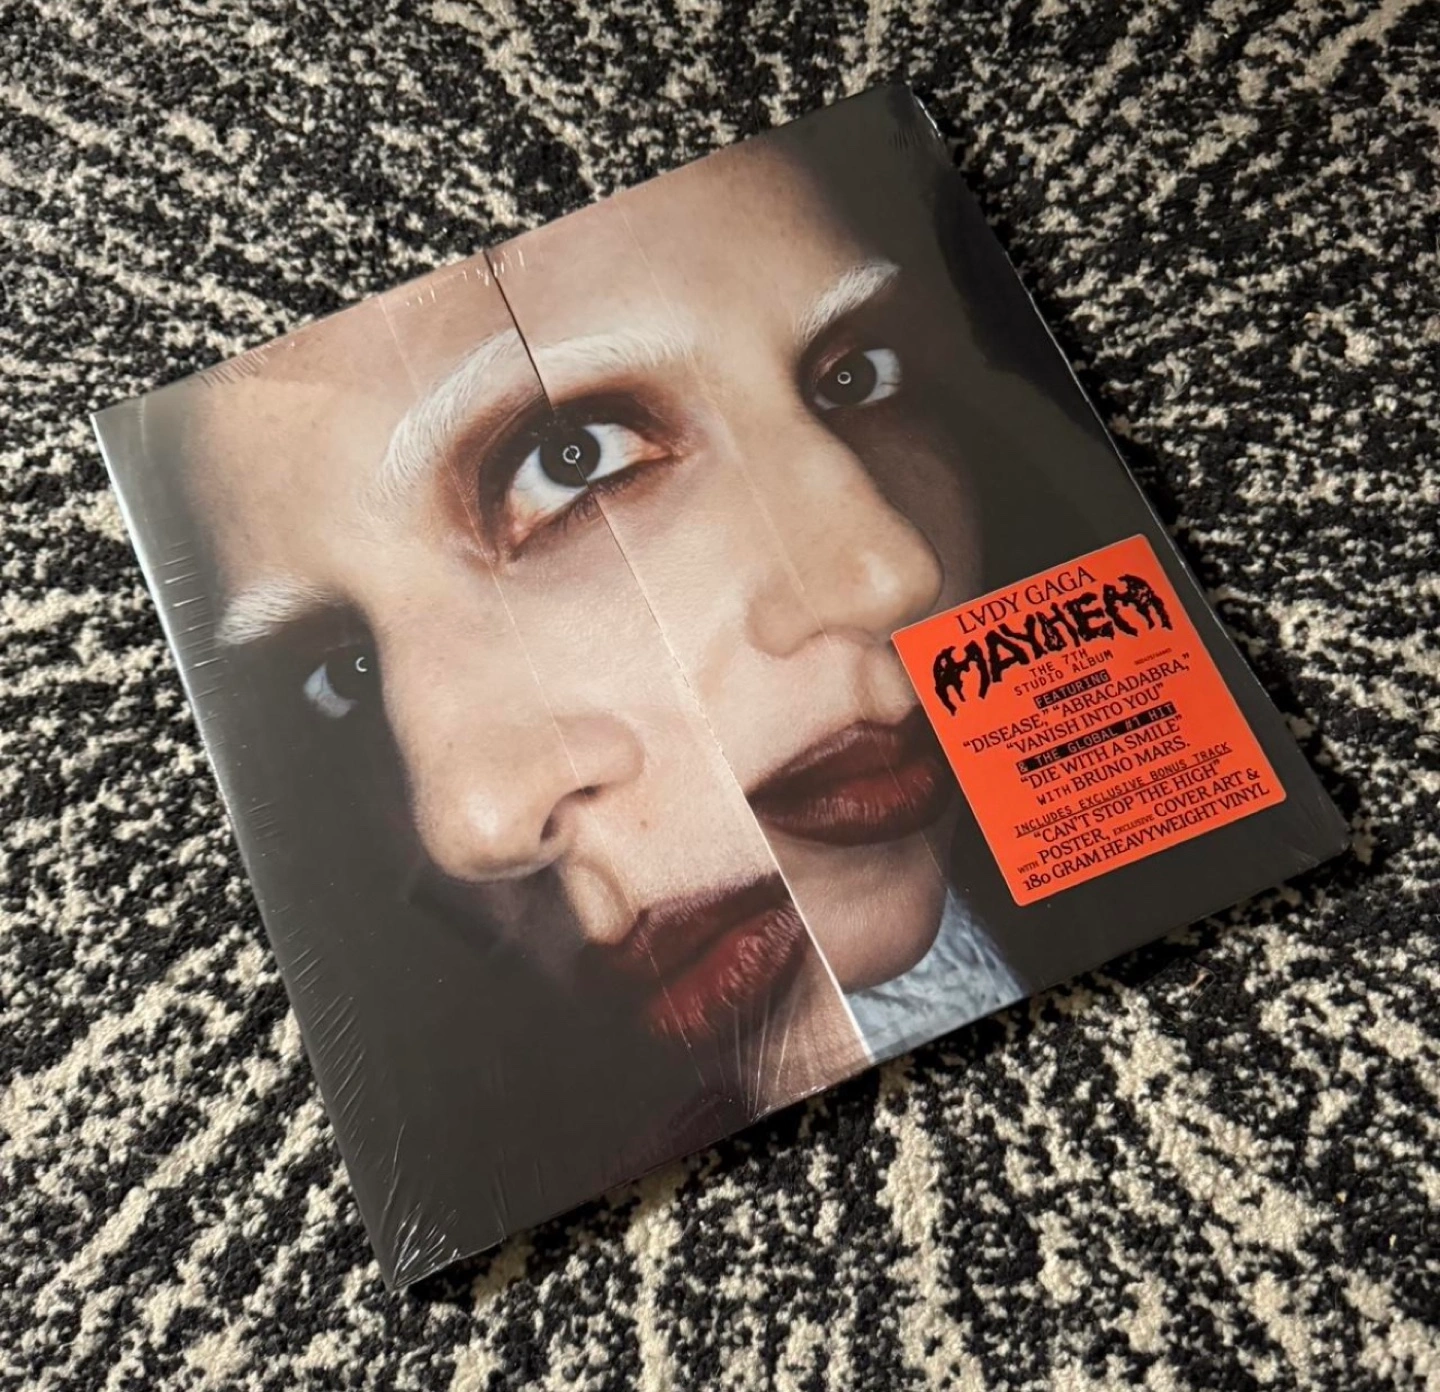 LVDY GAGA
MAYHEM
THE 7TH
STUDIO ALBUM
FEATURING
“DISEASE,” “ABRACADABRA,”
“VANISH INTO YOU”
& THE GLOBAL #1 HIT
“DIE WITH A SMILE”
WITH BRUNO MARS.
INCLUDES EXCLUSIVE BONUS TRACK
“CAN’T STOP THE HIGH”
WITH POSTER, EXCLUSIVE COVER ART &
180 GRAM HEAVYWEIGHT VINYL